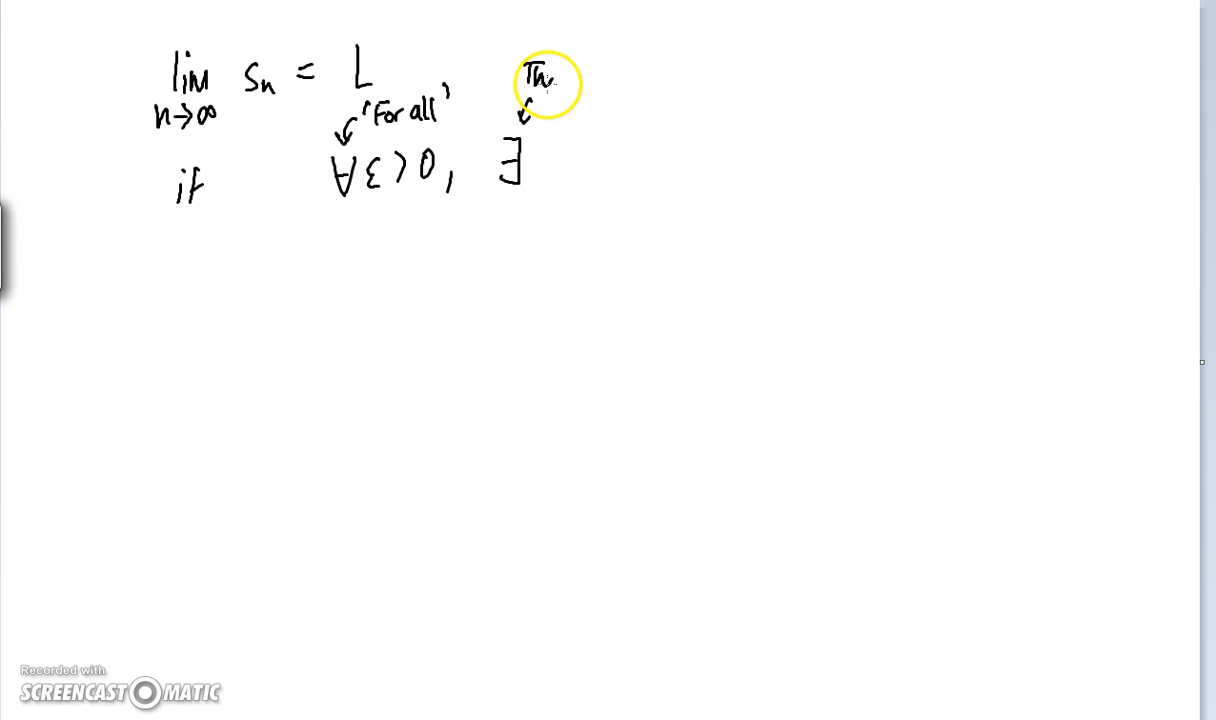 lim sn = L Th
n→∞ 'For all'
if ∀ε>0, ∃
Recorded with
SCREENCAST MATIC